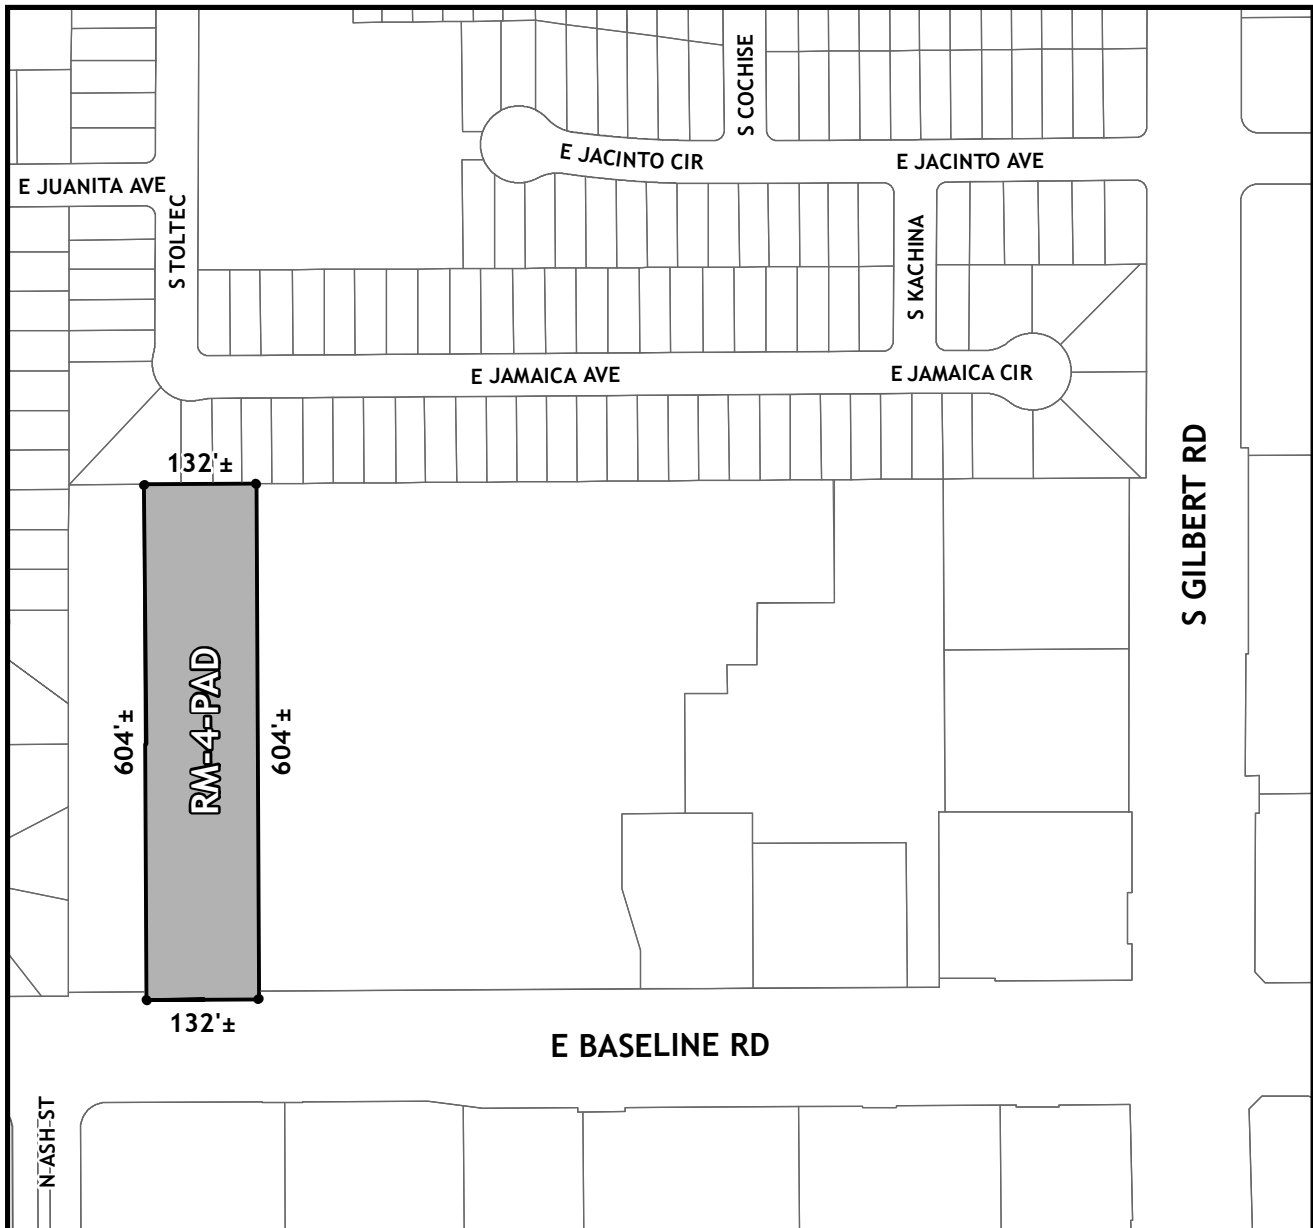 S COCHISE
E JACINTO CIR
E JACINTO AVE
E JUANITA AVE
S TOLTEC
S KACHINA
E JAMAICA AVE
E JAMAICA CIR
S GILBERT RD
132'±
604'±
RM-4-PAD
604'±
132'±
E BASELINE RD
N ASH ST